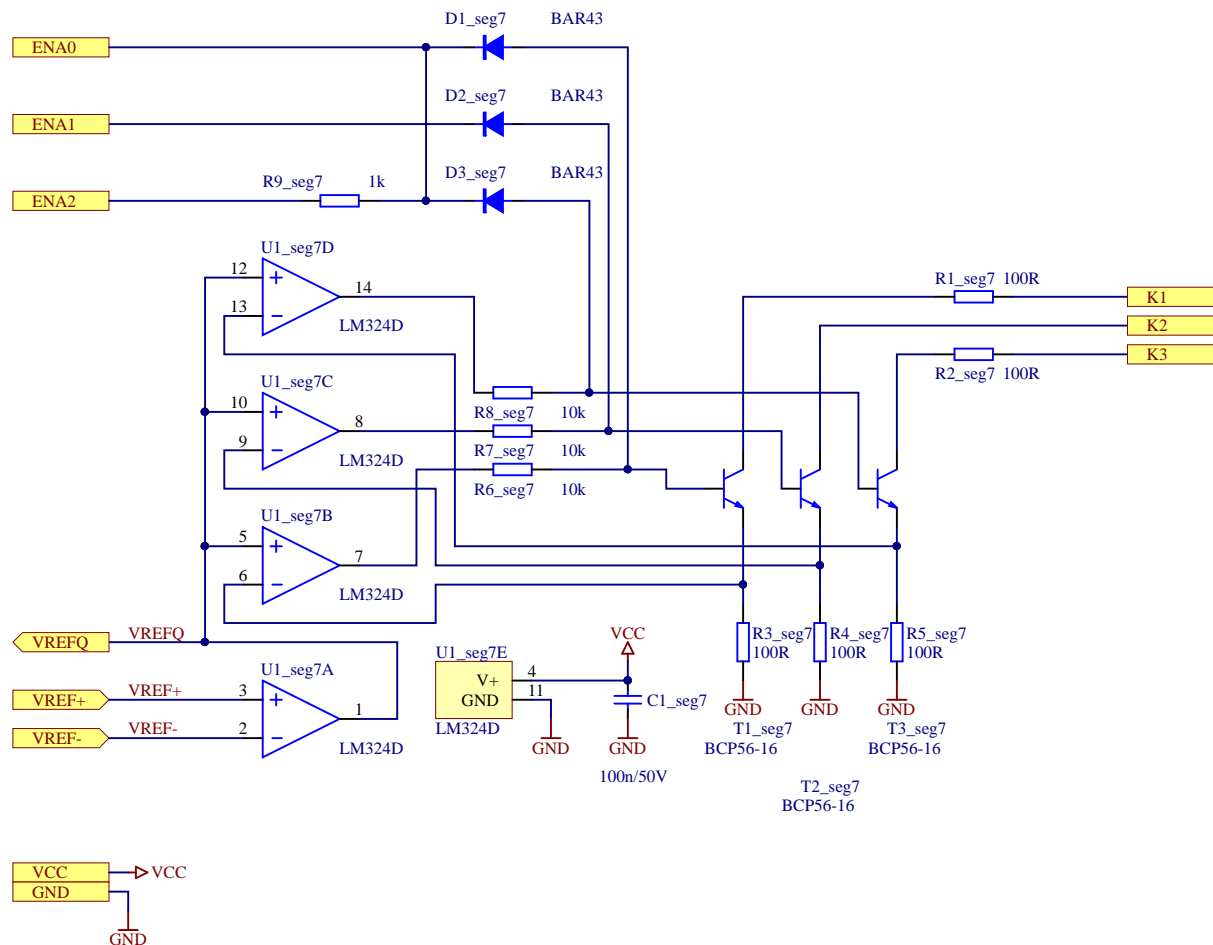 D1_seg7 BAR43
ENA0
D2_seg7 BAR43
ENA1
D3_seg7 BAR43
R9_seg7 1k
ENA2
U1_seg7D
12
+
14
13
−
LM324D
R1_seg7 100R
K1
K2
K3
R2_seg7 100R
U1_seg7C
10
+
8
9
−
LM324D
R8_seg7 10k
R7_seg7 10k
R6_seg7 10k
U1_seg7B
5
+
7
6
−
LM324D
VREFQ VREFQ
U1_seg7A
VREF+ VREF+ 3
+
1
VREF- VREF- 2
−
LM324D
U1_seg7E
V+ 4
GND 11
LM324D
GND
VCC
C1_seg7
GND
100n/50V
R3_seg7
100R
R4_seg7
100R
R5_seg7
100R
GND GND GND
T1_seg7
BCP56-16
T3_seg7
BCP56-16
T2_seg7
BCP56-16
VCC VCC
GND
GND